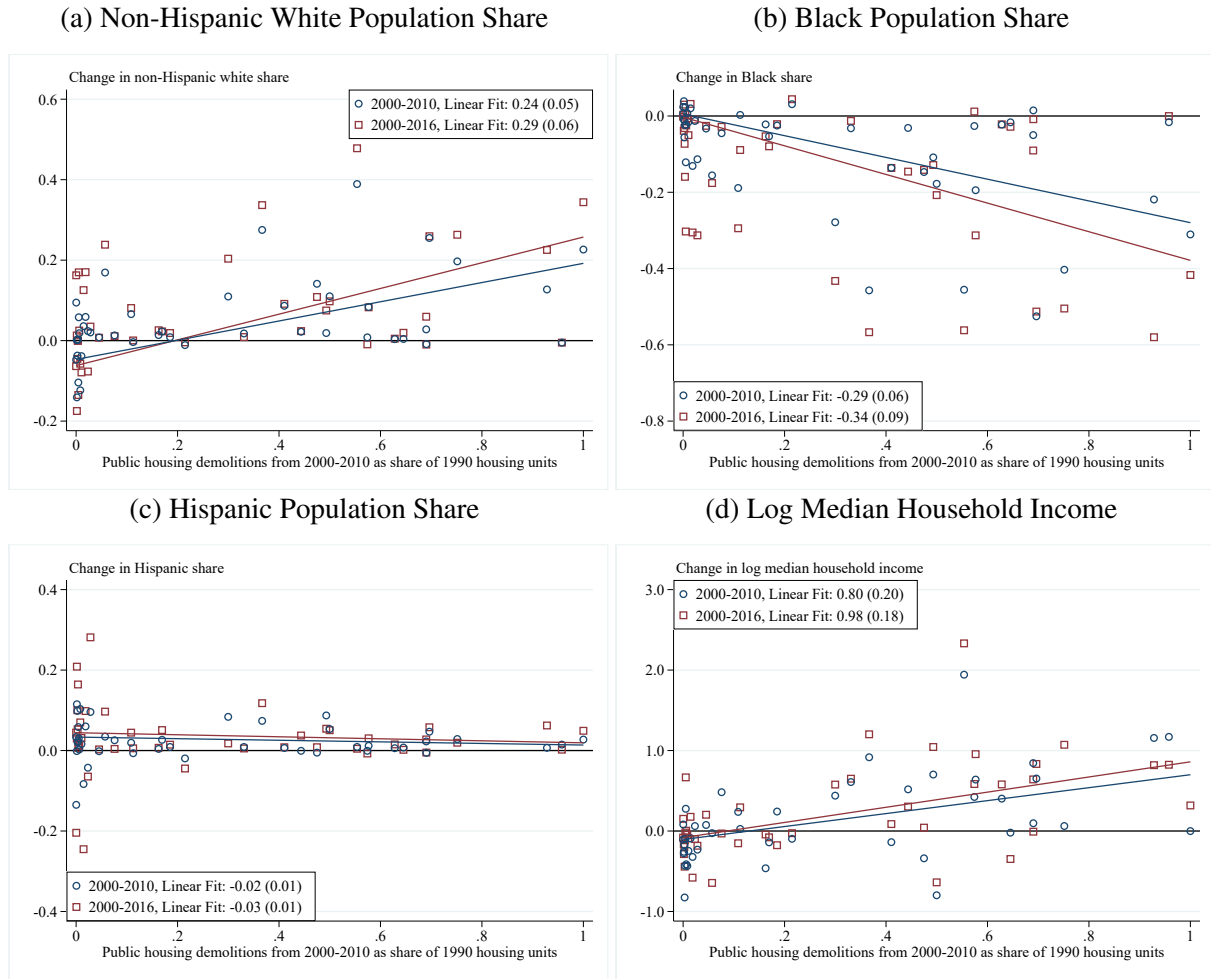 (a) Non-Hispanic White Population Share
Change in non-Hispanic white share
2000-2010, Linear Fit: 0.24 (0.05)
2000-2016, Linear Fit: 0.29 (0.06)
0.6
0.4
0.2
0.0
-0.2
0 .2 .4 .6 .8 1
Public housing demolitions from 2000-2010 as share of 1990 housing units
(b) Black Population Share
Change in Black share
0.0
-0.2
-0.4
-0.6
-0.8
2000-2010, Linear Fit: -0.29 (0.06)
2000-2016, Linear Fit: -0.34 (0.09)
0 .2 .4 .6 .8 1
Public housing demolitions from 2000-2010 as share of 1990 housing units
(c) Hispanic Population Share
Change in Hispanic share
0.4
0.2
0.0
-0.2
-0.4
2000-2010, Linear Fit: -0.02 (0.01)
2000-2016, Linear Fit: -0.03 (0.01)
0 .2 .4 .6 .8 1
Public housing demolitions from 2000-2010 as share of 1990 housing units
(d) Log Median Household Income
Change in log median household income
2000-2010, Linear Fit: 0.80 (0.20)
2000-2016, Linear Fit: 0.98 (0.18)
3.0
2.0
1.0
0.0
-1.0
0 .2 .4 .6 .8 1
Public housing demolitions from 2000-2010 as share of 1990 housing units